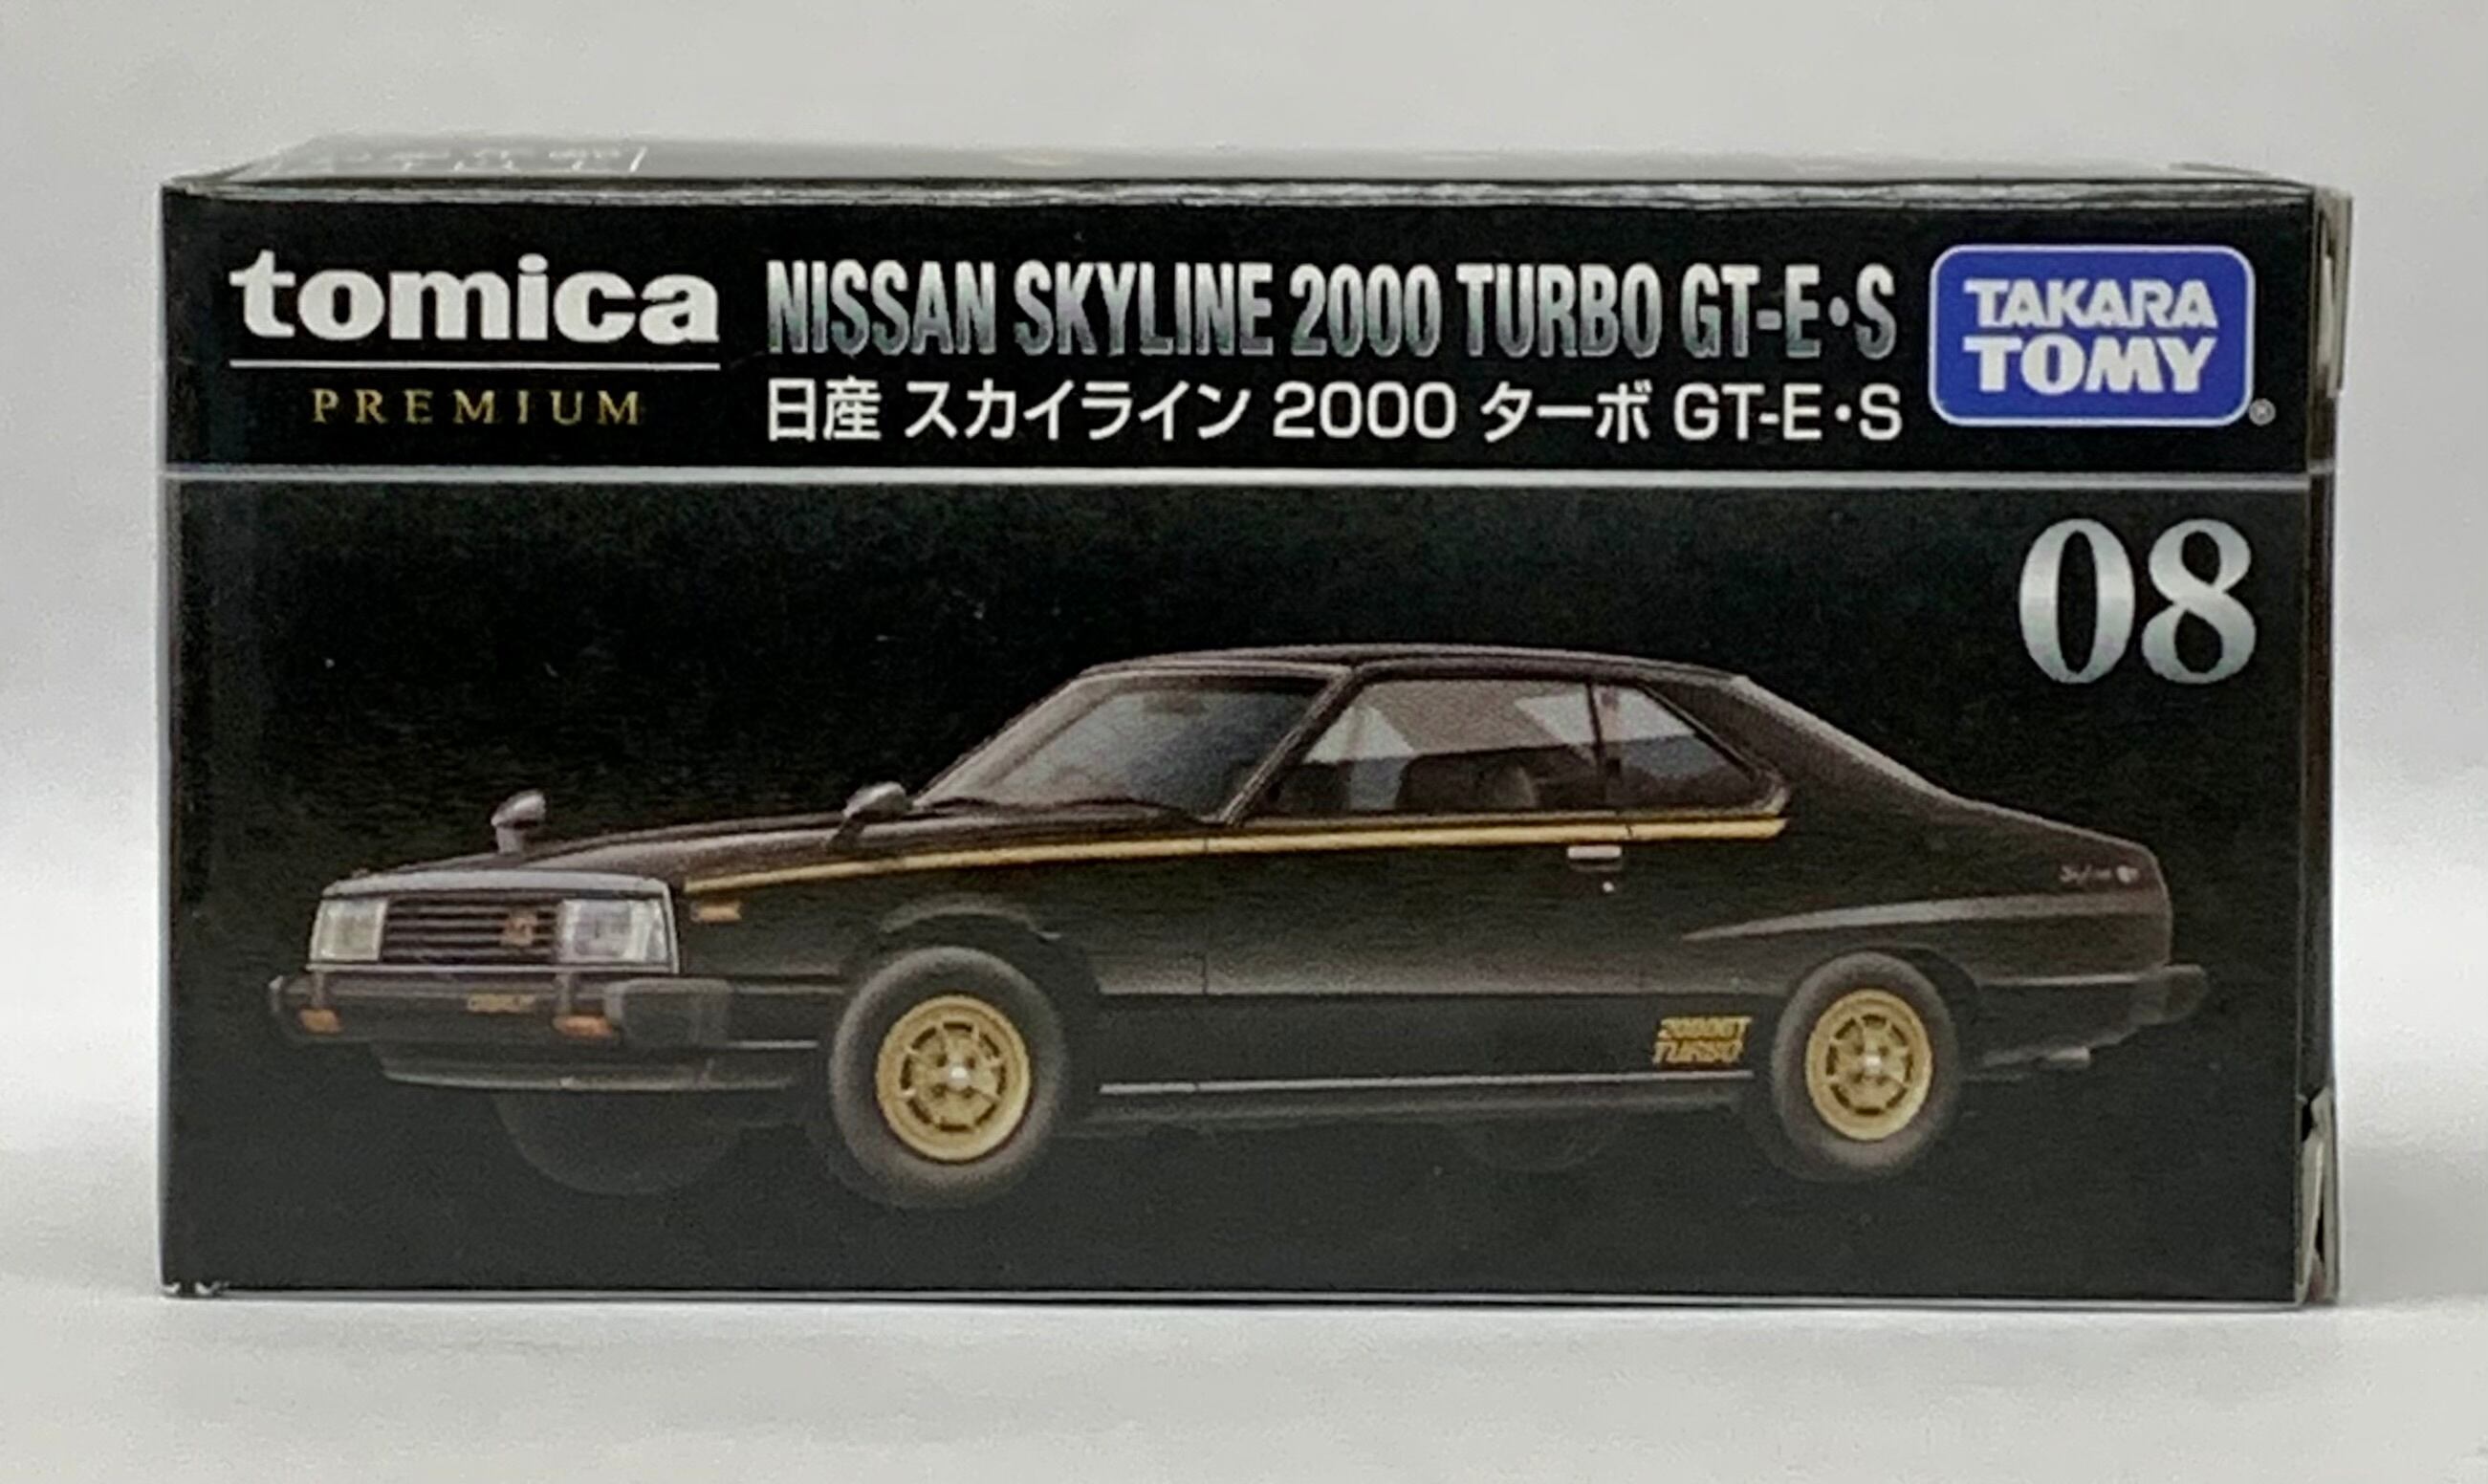 tomica
PREMIUM
NISSAN SKYLINE 2000 TURBO GT-E・S
日産 スカイライン 2000 ターボ GT-E・S
TAKARA
TOMY
®
08
2000GT
TURBO